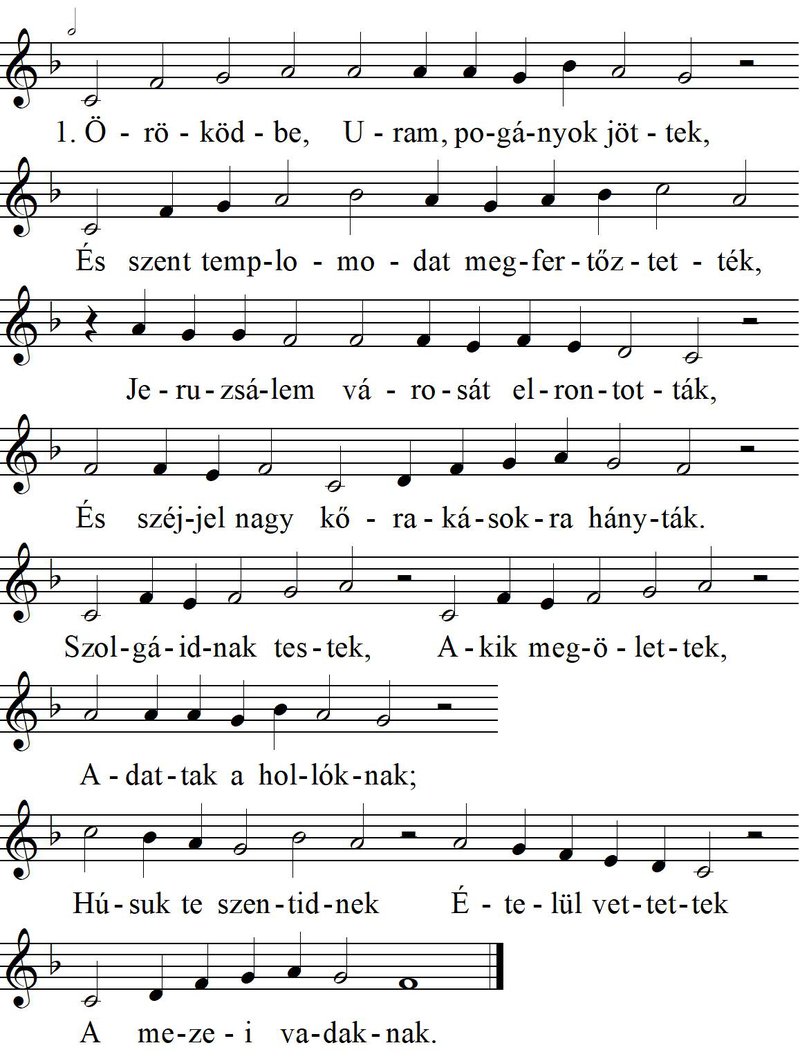 1. Ö - rö - köd - be, U - ram, po - gá - nyok jöt - tek,
És szent temp - lo - mo - dat meg - fer - tőz - tet - ték,
Je - ru - zsá - lem vá - ro - sát el - ron - tot - ták,
És széj - jel nagy kő - ra - ká - sok - ra hány - ták.
Szol - gá - id - nak tes - tek, A - kik meg - ö - let - tek,
A - dat - tak a hol - lók - nak;
Hú - suk te szen - tid - nek É - te - lül vet - tet - tek
A me - ze - i va - dak - nak.